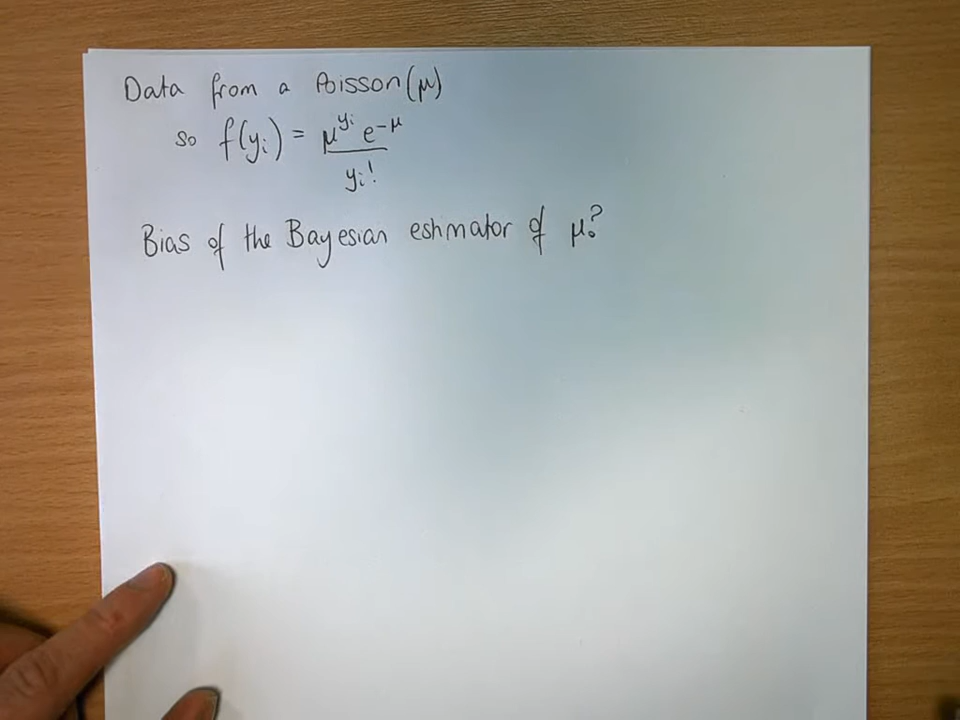 Data from a Poisson(μ)
so f(yᵢ) = μ^yᵢ e^-μ / yᵢ!
Bias of the Bayesian estimator of μ?